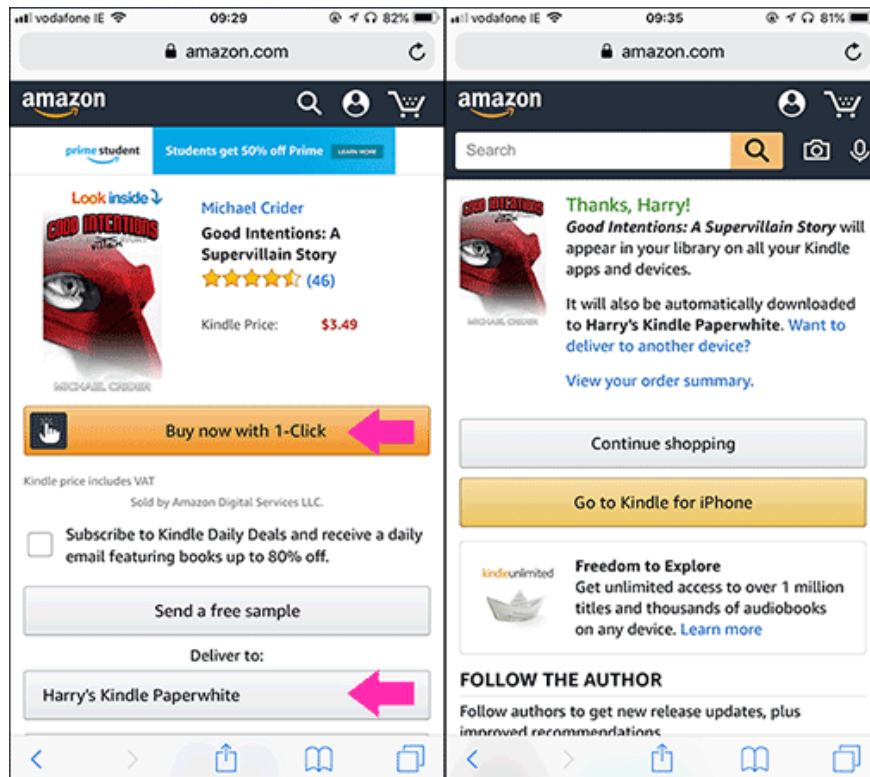 vodafone IE 09:29 82%
amazon.com
amazon
prime student Students get 50% off Prime LEARN MORE
Look inside
GOOD INTENTIONS
MICHAEL CRIDER
Michael Crider
Good Intentions: A
Supervillain Story
(46)
Kindle Price: $3.49
Buy now with 1-Click
Kindle price includes VAT
Sold by Amazon Digital Services LLC.
Subscribe to Kindle Daily Deals and receive a daily
email featuring books up to 80% off.
Send a free sample
Deliver to:
Harry's Kindle Paperwhite
vodafone IE 09:35 81%
amazon.com
amazon
Search
GOOD INTENTIONS
MICHAEL CRIDER
Thanks, Harry!
Good Intentions: A Supervillain Story will
appear in your library on all your Kindle
apps and devices.
It will also be automatically downloaded
to Harry's Kindle Paperwhite. Want to
deliver to another device?
View your order summary.
Continue shopping
Go to Kindle for iPhone
kindleunlimited
Freedom to Explore
Get unlimited access to over 1 million
titles and thousands of audiobooks
on any device. Learn more
FOLLOW THE AUTHOR
Follow authors to get new release updates, plus
improved recommendations